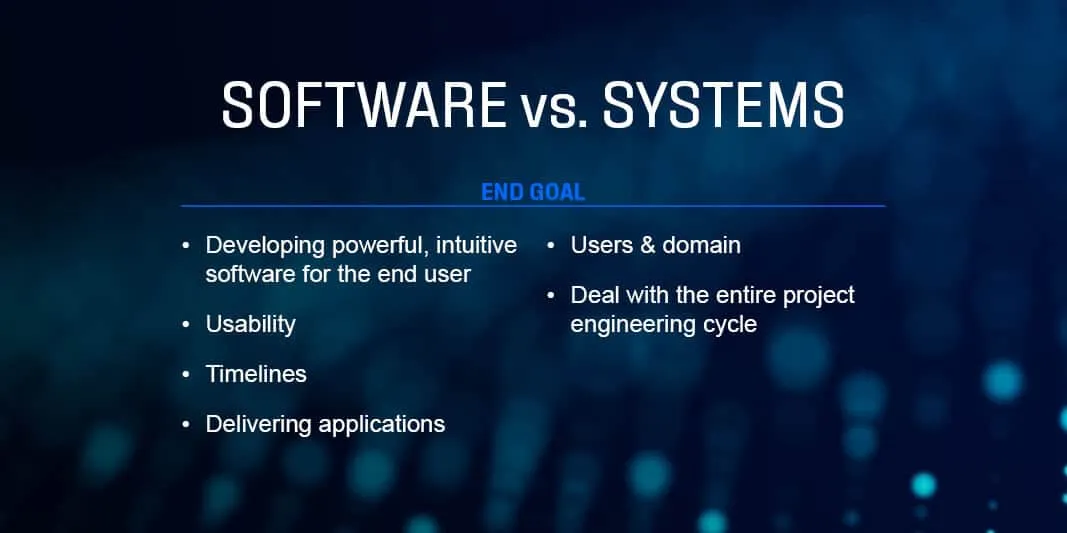 SOFTWARE vs. SYSTEMS
END GOAL
• Developing powerful, intuitive
software for the end user
• Usability
• Timelines
• Delivering applications
• Users & domain
• Deal with the entire project
engineering cycle